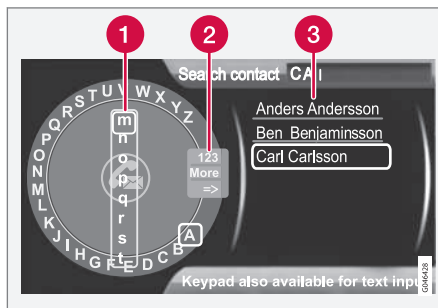 1
2
3
Search contact CA
A B C D E F G H I J K L M N O P Q R S T U V W X Y Z
m
n
o
p
q
r
s
t
123
More
=>
Anders Andersson
Ben Benjaminsson
Carl Carlsson
Keypad also available for text inpu
G046428